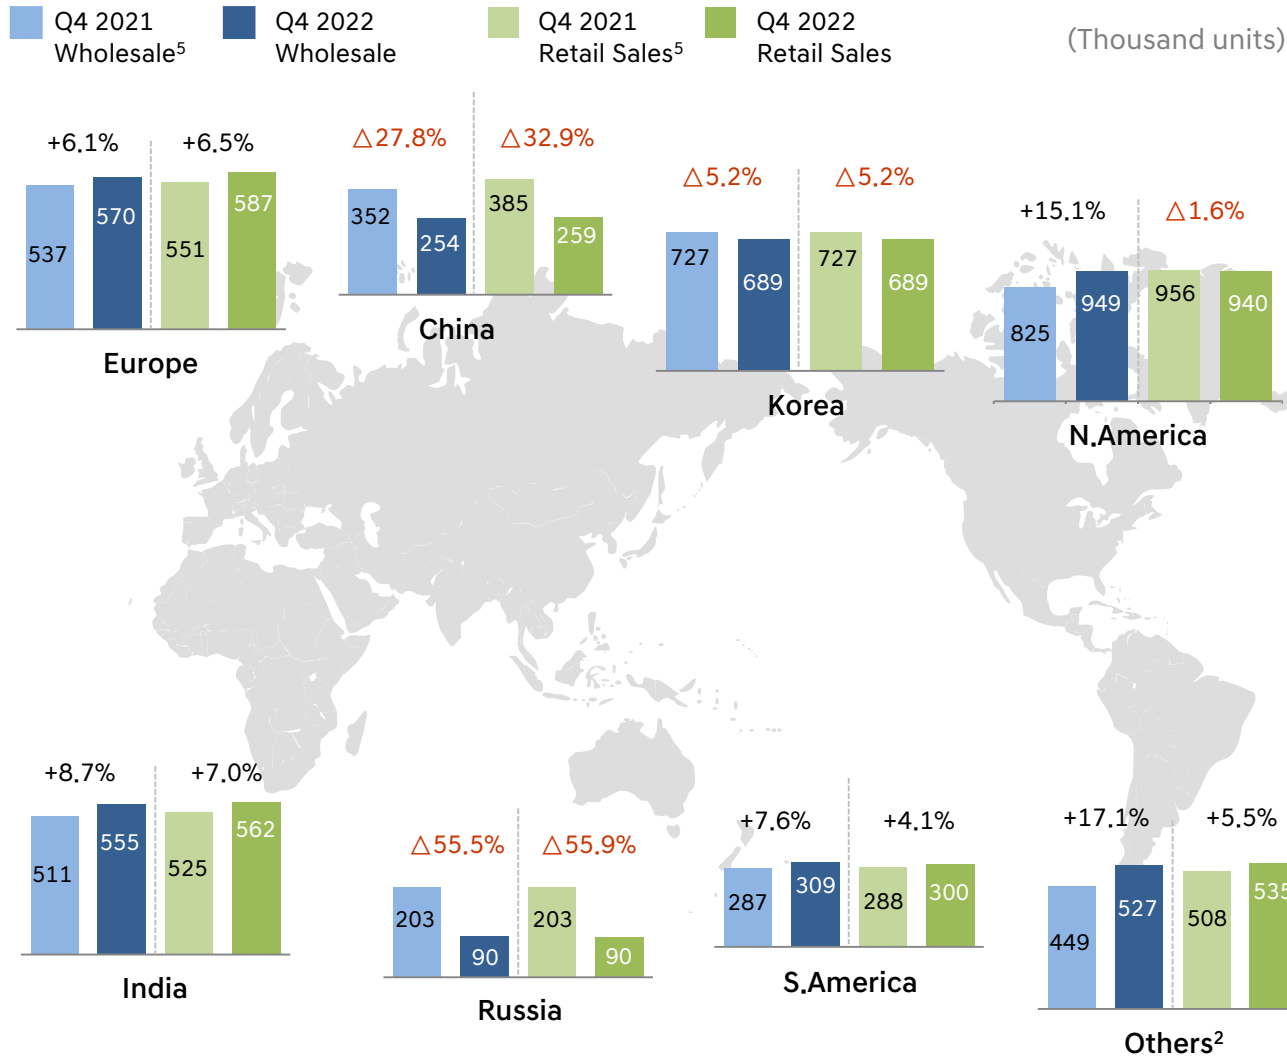 Q4 2021
Wholesale⁵
Q4 2022
Wholesale
Q4 2021
Retail Sales⁵
Q4 2022
Retail Sales
(Thousand units)
+6.1%
+6.5%
537
570
551
587
Europe
△27.8%
△32.9%
352
254
385
259
China
△5.2%
△5.2%
727
689
727
689
Korea
+15.1%
△1.6%
825
949
956
940
N.America
+8.7%
+7.0%
511
555
525
562
India
△55.5%
△55.9%
203
90
203
90
Russia
+7.6%
+4.1%
287
309
288
300
S.America
+17.1%
+5.5%
449
527
508
535
Others²